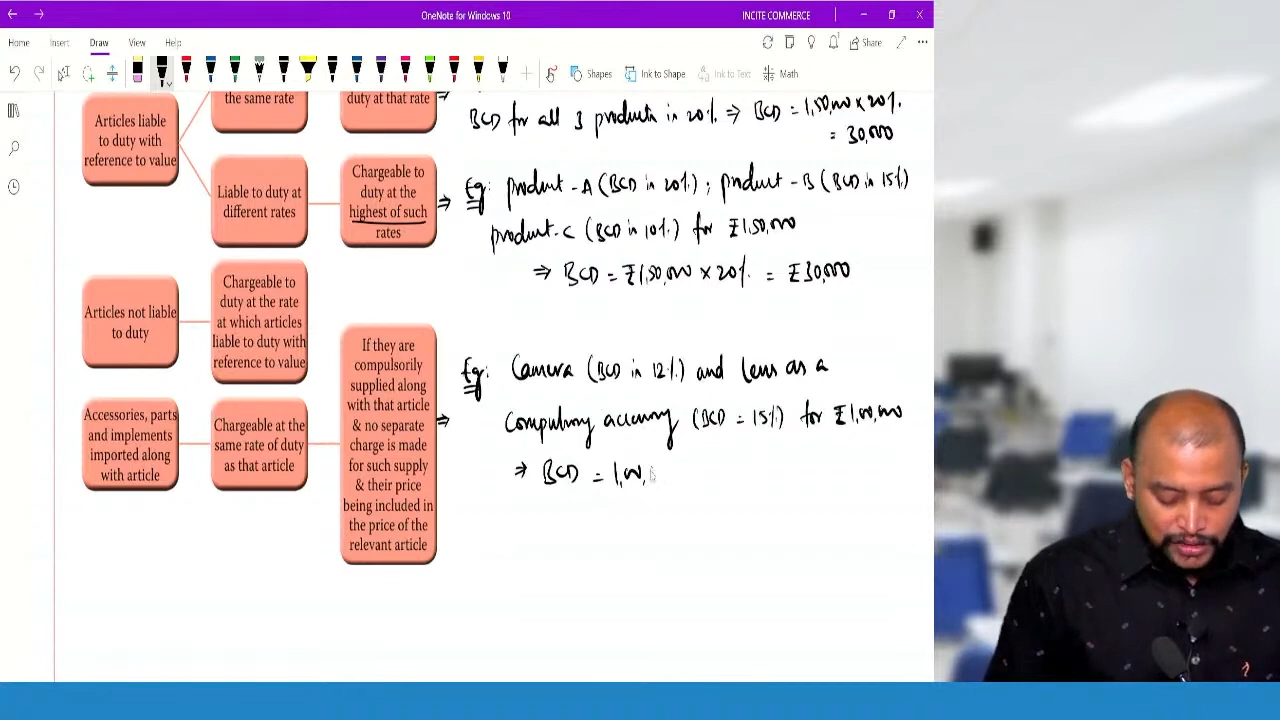 OneNote for Windows 10
INCITE COMMERCE
Home Insert Draw View Help
Share
Shapes Ink to Shape Ink to Text Math
Articles liable
to duty with
reference to value
the same rate
duty at that rate
BCD for all 3 products is 20% ⇒ BCD = 1,50,000 x 20%
= 30,000
Liable to duty at
different rates
Chargeable to
duty at the
highest of such
rates
⇒ Eg: product-A (BCD is 20%); product-B (BCD is 15%)
product-C (BCD is 10%) for ₹1,50,000
⇒ BCD = ₹1,50,000 x 20% = ₹30,000
Articles not liable
to duty
Chargeable to
duty at the rate
at which articles
liable to duty with
reference to value
Accessories, parts
and implements
imported along
with article
Chargeable at the
same rate of duty
as that article
If they are
compulsorily
supplied along
with that article
& no separate
charge is made
for such supply
& their price
being included in
the price of the
relevant article
⇒ Eg: Camera (BCD is 12%) and Lens as a
Compulsory accessory (BCD = 15%) for ₹1,00,000
⇒ BCD = 1,00,